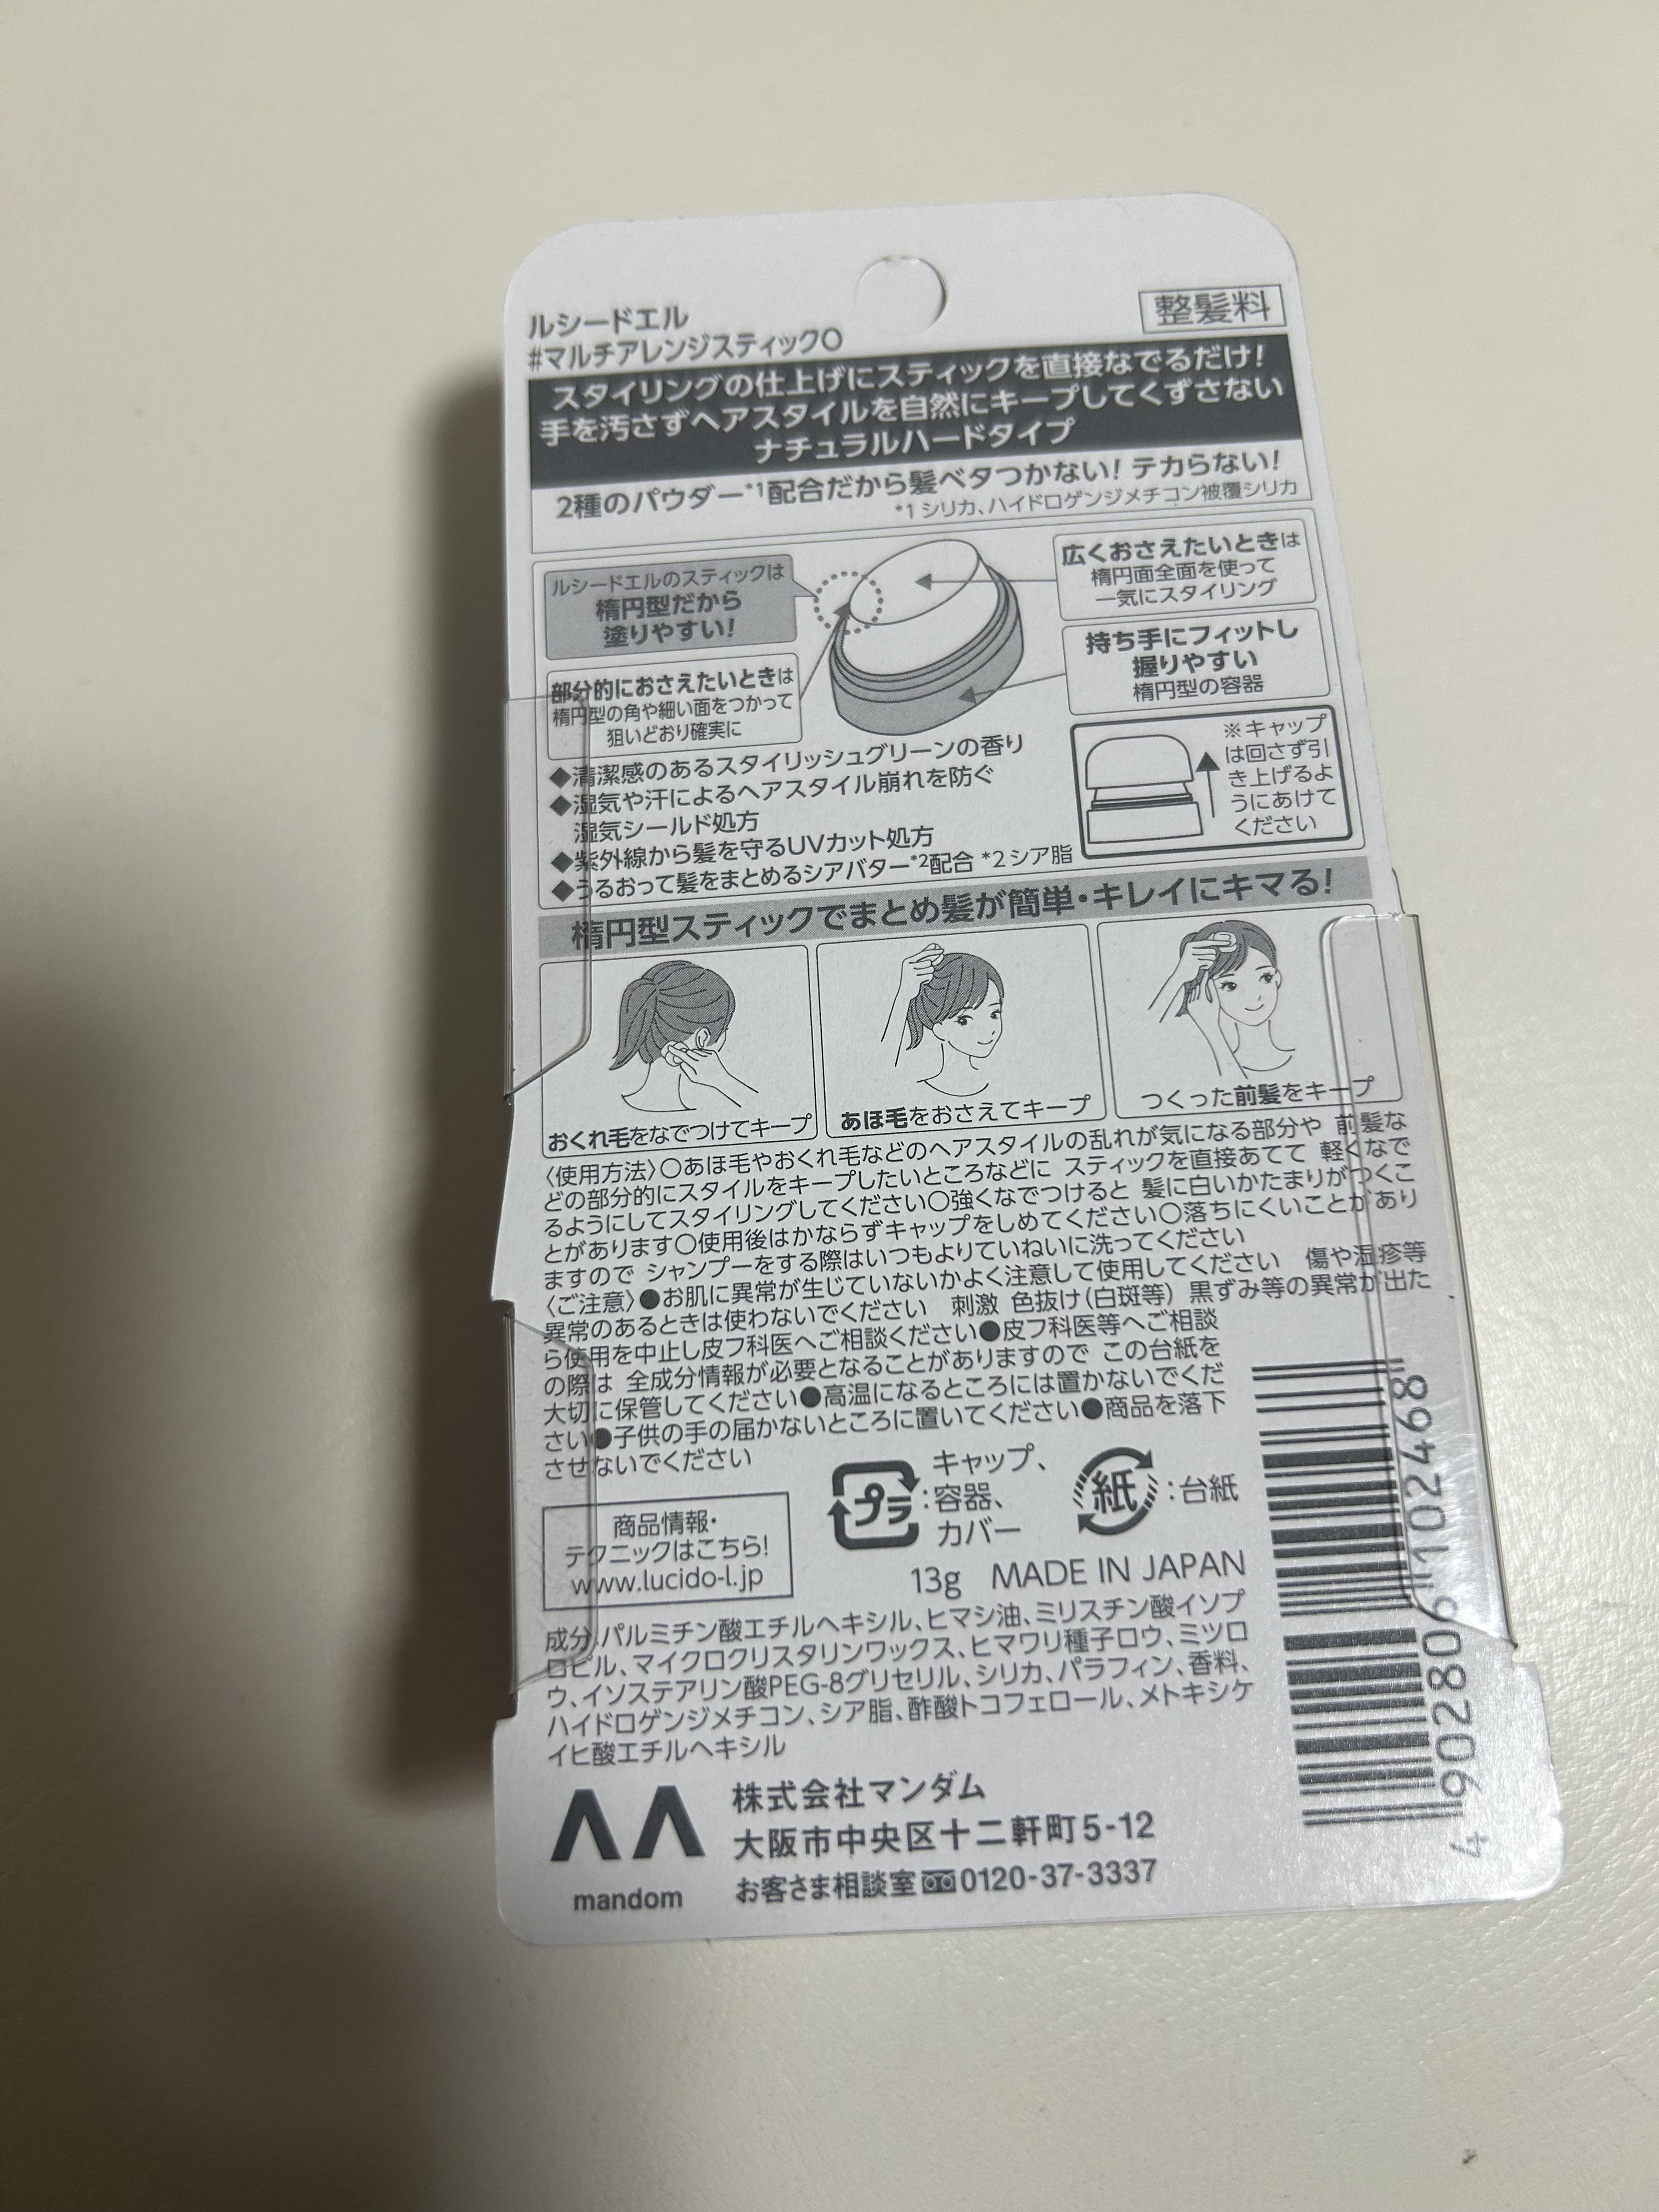 ルシードエル
#マルチアレンジスティックO
整髪料
スタイリングの仕上げにスティックを直接なでるだけ!
手を汚さずヘアスタイルを自然にキープしてくずさない
ナチュラルハードタイプ
2種のパウダー*1配合だから髪ベタつかない! テカらない!
*1 シリカ、ハイドロゲンジメチコン被覆シリカ
ルシードエルのスティックは
楕円型だから
塗りやすい!
広くおさえたいときは
楕円面全面を使って
一気にスタイリング
部分的におさえたいときは
楕円型の角や細い面をつかって
狙いどおり確実に
持ち手にフィットし
握りやすい
楕円型の容器
◆清潔感のあるスタイリッシュグリーンの香り
◆湿気や汗によるヘアスタイル崩れを防ぐ
湿気シールド処方
◆紫外線から髪を守るUVカット処方
◆うるおって髪をまとめるシアバター*2配合 *2 シア脂
※キャップ
は回さず引
き上げるよ
うにあけて
ください
楕円型スティックでまとめ髪が簡単・キレイにキマる!
おくれ毛をなでつけてキープ
あほ毛をおさえてキープ
つくった前髪をキープ
〈使用方法〉○あほ毛やおくれ毛などのヘアスタイルの乱れが気になる部分や 前髪な
どの部分的にスタイルをキープしたいところなどに スティックを直接あてて 軽くなで
るようにしてスタイリングしてください○強くなでつけると 髪に白いかたまりがつくこ
とがあります○使用後はかならずキャップをしめてください○落ちにくいことがあり
ますので シャンプーをする際はいつもよりていねいに洗ってください
〈ご注意〉●お肌に異常が生じていないかよく注意して使用してください 傷や湿疹等
異常のあるときは使わないでください 刺激 色抜け(白斑等) 黒ずみ等の異常が出た
ら使用を中止し皮フ科医へご相談ください●皮フ科医等へご相談
の際は 全成分情報が必要となることがありますので この台紙を
大切に保管してください●高温になるところには置かないでくだ
さい●子供の手の届かないところに置いてください●商品を落下
させないでください
商品情報・
テクニックはこちら!
www.lucido-l.jp
プラ
:キャップ、
容器、
カバー
紙
:台紙
13g MADE IN JAPAN
成分:パルミチン酸エチルヘキシル、ヒマシ油、ミリスチン酸イソプ
ロピル、マイクロクリスタリンワックス、ヒマワリ種子ロウ、ミツロ
ウ、イソステアリン酸PEG-8グリセリル、シリカ、パラフィン、香料、
ハイドロゲンジメチコン、シア脂、酢酸トコフェロール、メトキシケ
イヒ酸エチルヘキシル
mandom
株式会社マンダム
大阪市中央区十二軒町5-12
お客さま相談室 0120-37-3337
4 902806 102468